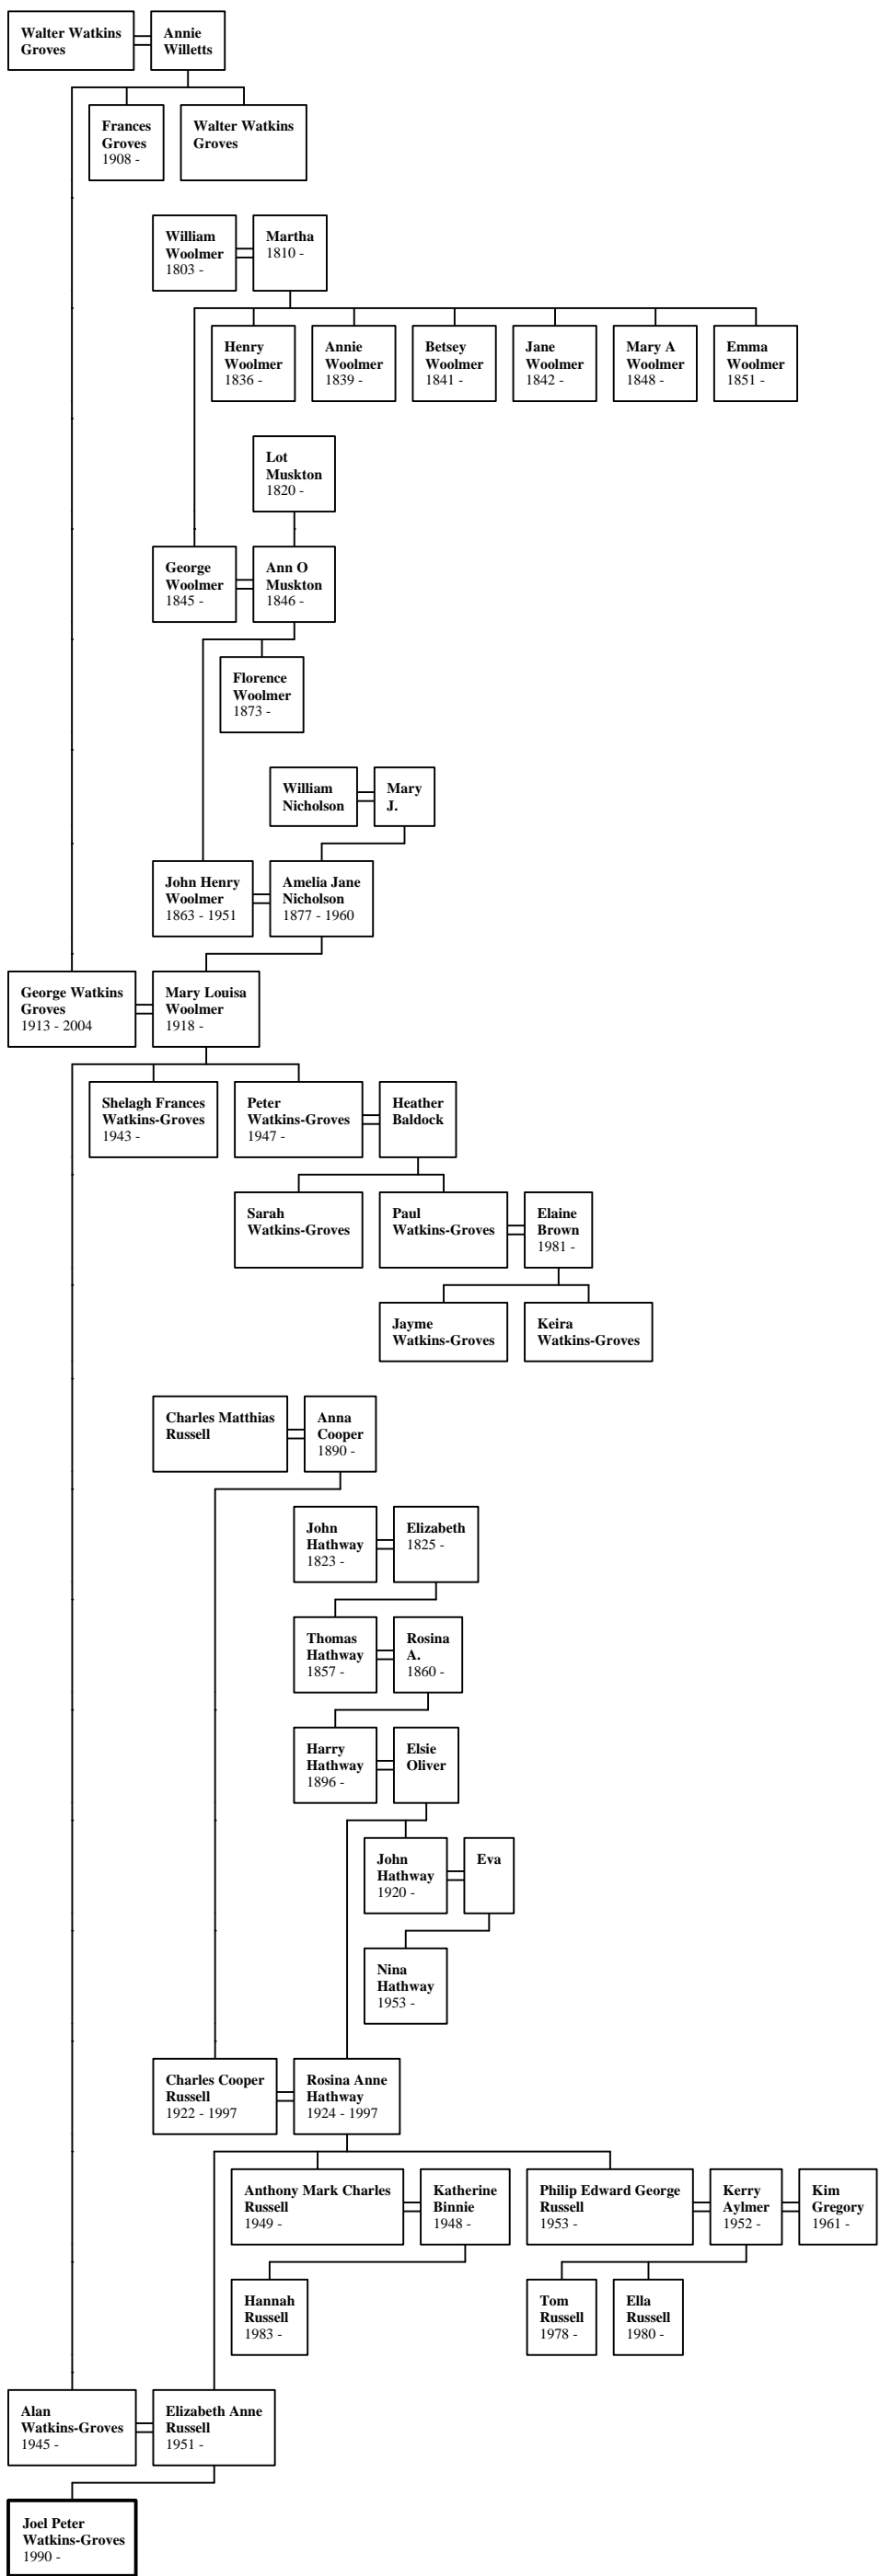 Walter Watkins
Groves
Annie
Willetts
Frances
Groves
1908 -
Walter Watkins
Groves
William
Woolmer
1803 -
Martha
1810 -
Henry
Woolmer
1836 -
Annie
Woolmer
1839 -
Betsey
Woolmer
1841 -
Jane
Woolmer
1842 -
Mary A
Woolmer
1848 -
Emma
Woolmer
1851 -
Lot
Muskton
1820 -
George
Woolmer
1845 -
Ann O
Muskton
1846 -
Florence
Woolmer
1873 -
William
Nicholson
Mary
J.
John Henry
Woolmer
1863 - 1951
Amelia Jane
Nicholson
1877 - 1960
George Watkins
Groves
1913 - 2004
Mary Louisa
Woolmer
1918 -
Shelagh Frances
Watkins-Groves
1943 -
Peter
Watkins-Groves
1947 -
Heather
Baldock
Sarah
Watkins-Groves
Paul
Watkins-Groves
Elaine
Brown
1981 -
Jayme
Watkins-Groves
Keira
Watkins-Groves
Charles Matthias
Russell
Anna
Cooper
1890 -
John
Hathway
1823 -
Elizabeth
1825 -
Thomas
Hathway
1857 -
Rosina
A.
1860 -
Harry
Hathway
1896 -
Elsie
Oliver
John
Hathway
1920 -
Eva
Nina
Hathway
1953 -
Charles Cooper
Russell
1922 - 1997
Rosina Anne
Hathway
1924 - 1997
Anthony Mark Charles
Russell
1949 -
Katherine
Binnie
1948 -
Philip Edward George
Russell
1953 -
Kerry
Aylmer
1952 -
Kim
Gregory
1961 -
Hannah
Russell
1983 -
Tom
Russell
1978 -
Ella
Russell
1980 -
Alan
Watkins-Groves
1945 -
Elizabeth Anne
Russell
1951 -
Joel Peter
Watkins-Groves
1990 -